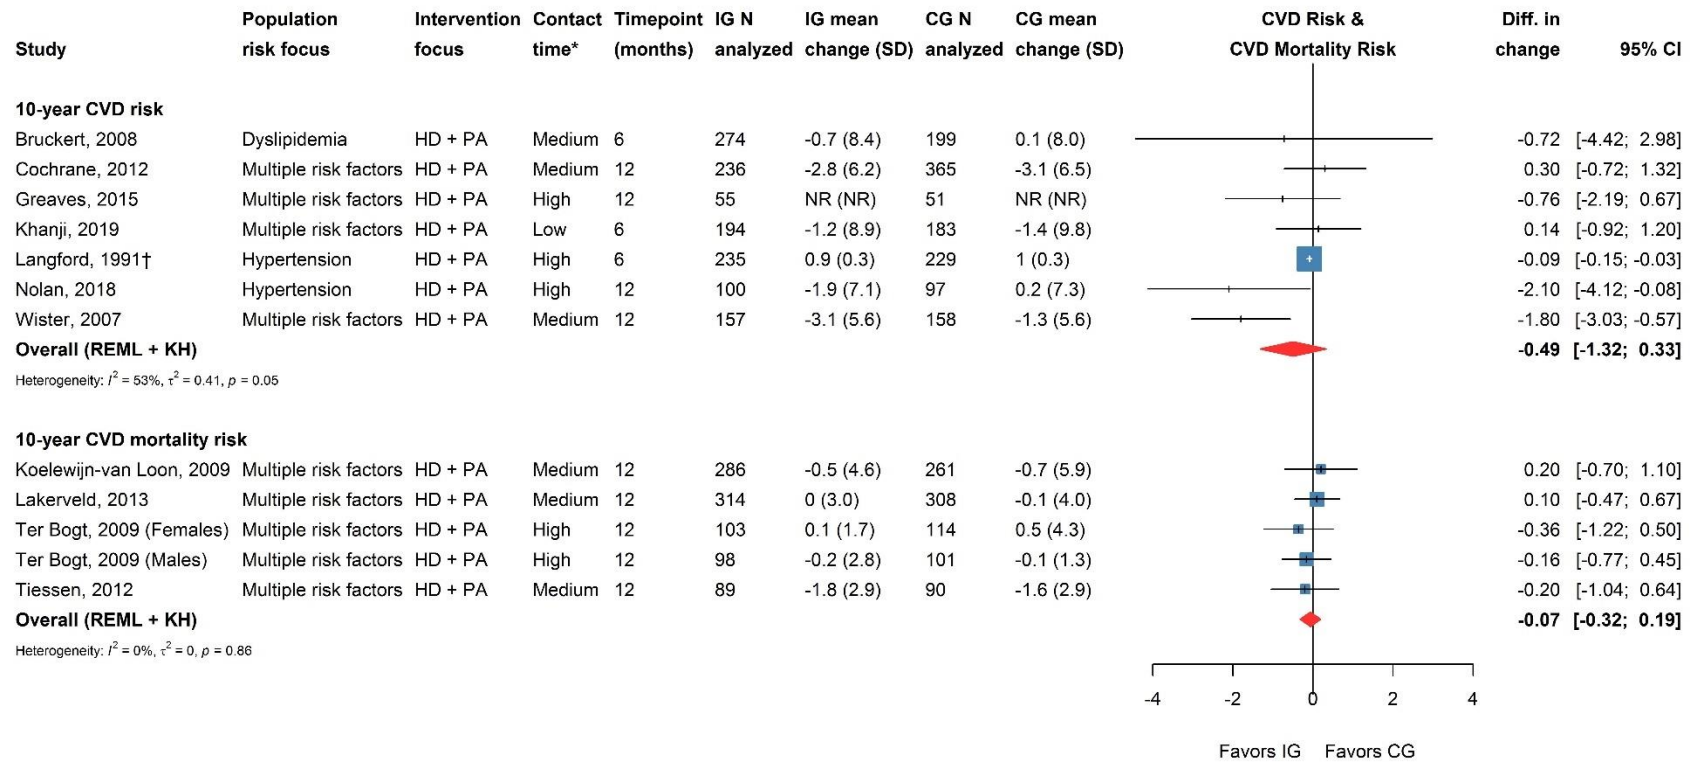 Population Intervention Contact Timepoint IG N IG mean CG N CG mean CVD Risk & Diff. in
Study risk focus focus time* (months) analyzed change (SD) analyzed change (SD) CVD Mortality Risk change 95% CI
10-year CVD risk
Bruckert, 2008 Dyslipidemia HD + PA Medium 6 274 -0.7 (8.4) 199 0.1 (8.0) -0.72 [-4.42; 2.98]
Cochrane, 2012 Multiple risk factors HD + PA Medium 12 236 -2.8 (6.2) 365 -3.1 (6.5) 0.30 [-0.72; 1.32]
Greaves, 2015 Multiple risk factors HD + PA High 12 55 NR (NR) 51 NR (NR) -0.76 [-2.19; 0.67]
Khanji, 2019 Multiple risk factors HD + PA Low 6 194 -1.2 (8.9) 183 -1.4 (9.8) 0.14 [-0.92; 1.20]
Langford, 1991† Hypertension HD + PA High 6 235 0.9 (0.3) 229 1 (0.3) -0.09 [-0.15; -0.03]
Nolan, 2018 Hypertension HD + PA High 12 100 -1.9 (7.1) 97 0.2 (7.3) -2.10 [-4.12; -0.08]
Wister, 2007 Multiple risk factors HD + PA Medium 12 157 -3.1 (5.6) 158 -1.3 (5.6) -1.80 [-3.03; -0.57]
Overall (REML + KH) -0.49 [-1.32; 0.33]
Heterogeneity: I² = 53%, τ² = 0.41, p = 0.05
10-year CVD mortality risk
Koelewijn-van Loon, 2009 Multiple risk factors HD + PA Medium 12 286 -0.5 (4.6) 261 -0.7 (5.9) 0.20 [-0.70; 1.10]
Lakerveld, 2013 Multiple risk factors HD + PA Medium 12 314 0 (3.0) 308 -0.1 (4.0) 0.10 [-0.47; 0.67]
Ter Bogt, 2009 (Females) Multiple risk factors HD + PA High 12 103 0.1 (1.7) 114 0.5 (4.3) -0.36 [-1.22; 0.50]
Ter Bogt, 2009 (Males) Multiple risk factors HD + PA High 12 98 -0.2 (2.8) 101 -0.1 (1.3) -0.16 [-0.77; 0.45]
Tiessen, 2012 Multiple risk factors HD + PA Medium 12 89 -1.8 (2.9) 90 -1.6 (2.9) -0.20 [-1.04; 0.64]
Overall (REML + KH) -0.07 [-0.32; 0.19]
Heterogeneity: I² = 0%, τ² = 0, p = 0.86
-4 -2 0 2 4
Favors IG Favors CG